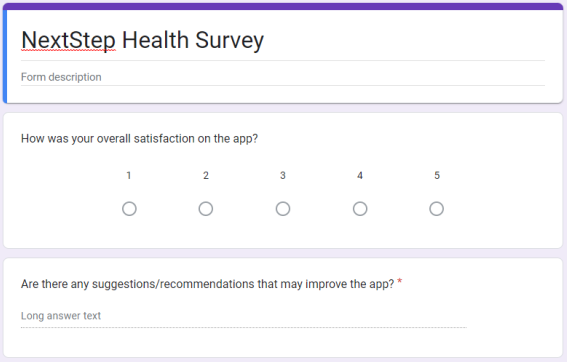 NextStep Health Survey
Form description
How was your overall satisfaction on the app?
1 2 3 4 5
Are there any suggestions/recommendations that may improve the app? *
Long answer text